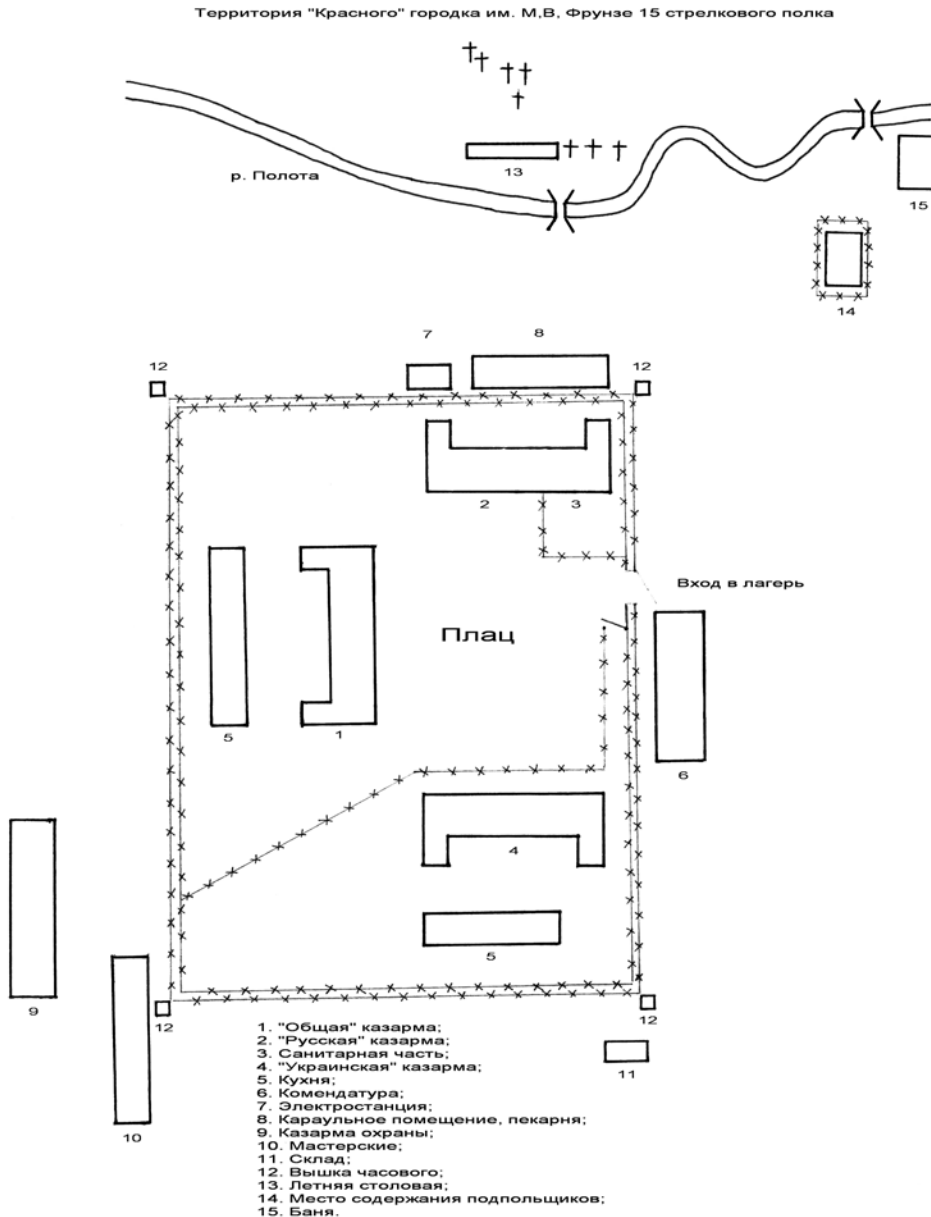 Территория "Красного" городка им. М,В, Фрунзе 15 стрелкового полка
13
р. Полота
15
14
7
8
12
12
2
3
Вход в лагерь
Плац
5
1
6
4
5
9
12
12
11
10
1. "Общая" казарма;
2. "Русская" казарма;
3. Санитарная часть;
4. "Украинская" казарма;
5. Кухня;
6. Комендатура;
7. Электростанция;
8. Караульное помещение, пекарня;
9. Казарма охраны;
10. Мастерские;
11. Склад;
12. Вышка часового;
13. Летняя столовая;
14. Место содержания подпольщиков;
15. Баня.